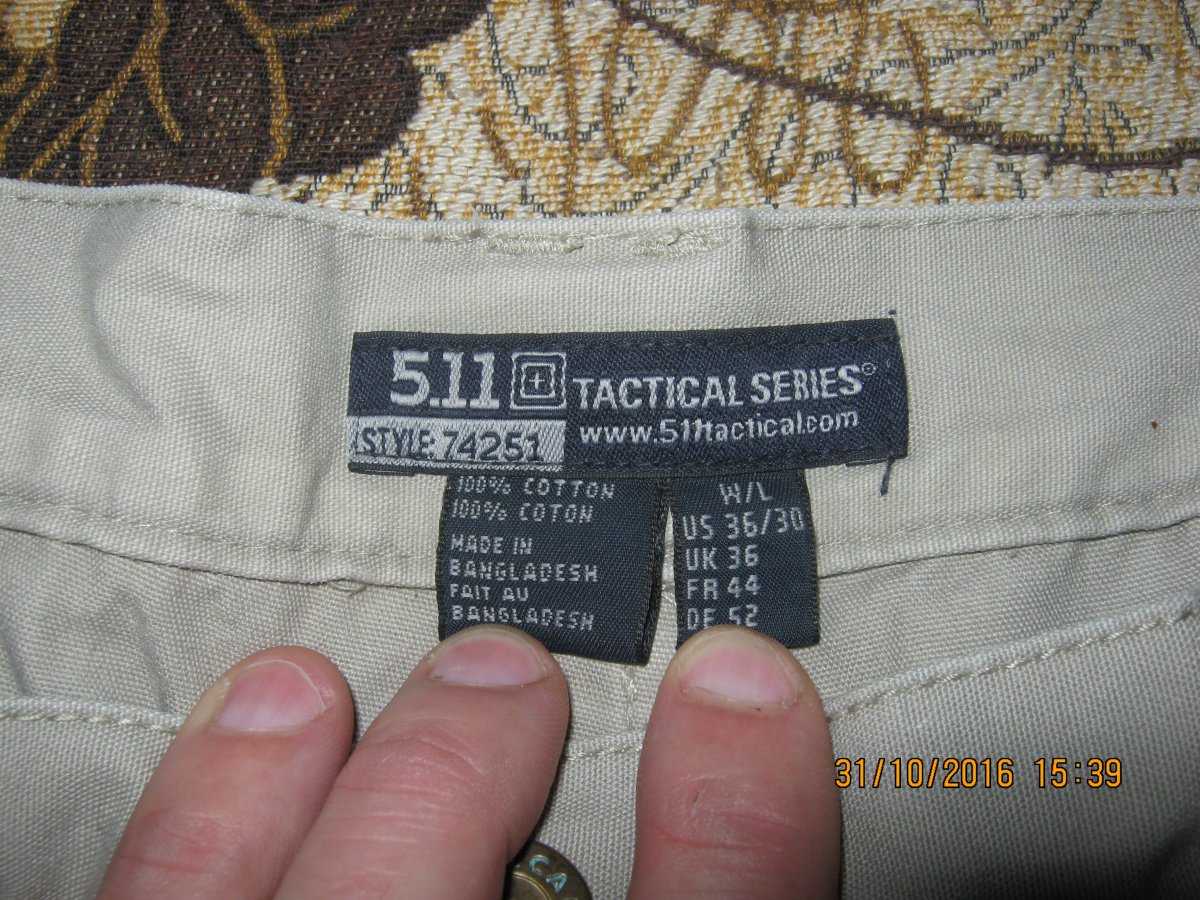 5.11 TACTICAL SERIES®
STYLE: 74251 www.511tactical.com
100% COTTON
100% COTON
MADE IN
BANGLADESH
FAIT AU
BANGLADESH
W/L
US 36/30
UK 36
FR 44
DE 52
31/10/2016 15:39